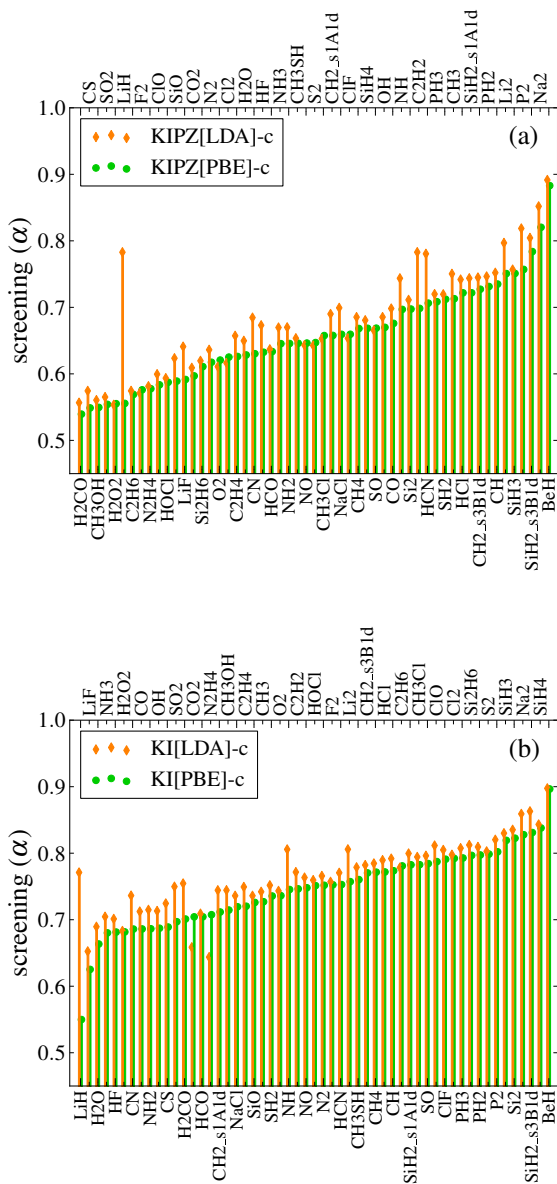 CS SO2 LiH F2 ClO SiO CO2 N2 Cl2 H2O HF NH3 CH3SH S2 CH2_s1A1d ClF SiH4 OH NH C2H2 PH3 CH3 SiH2_s1A1d PH2 Li2 P2 Na2
(a)
KIPZ[LDA]-c
KIPZ[PBE]-c
screening (α)
1.0
0.9
0.8
0.7
0.6
0.5
H2CO CH3OH H2O2 C2H6 N2H4 HOCl LiF Si2H6 O2 C2H4 CN HCO NH2 NO CH3Cl NaCl CH4 SO CO Si2 HCN SH2 HCl CH2_s3B1d CH SiH3 SiH2_s3B1d BeH
LiF NH3 H2O2 CO OH SO2 CO2 N2H4 CH3OH C2H4 CH3 O2 C2H2 HOCl F2 Li2 CH2_s3B1d HCl C2H6 CH3Cl ClO Cl2 Si2H6 S2 SiH3 Na2 SiH4
(b)
KI[LDA]-c
KI[PBE]-c
screening (α)
1.0
0.9
0.8
0.7
0.6
0.5
LiH H2O HF CN NH2 CS H2CO HCO CH2_s1A1d NaCl SiO SH2 NH NO N2 HCN CH3SH CH4 CH SiH2_s1A1d SO ClF PH3 PH2 P2 Si2 SiH2_s3B1d BeH